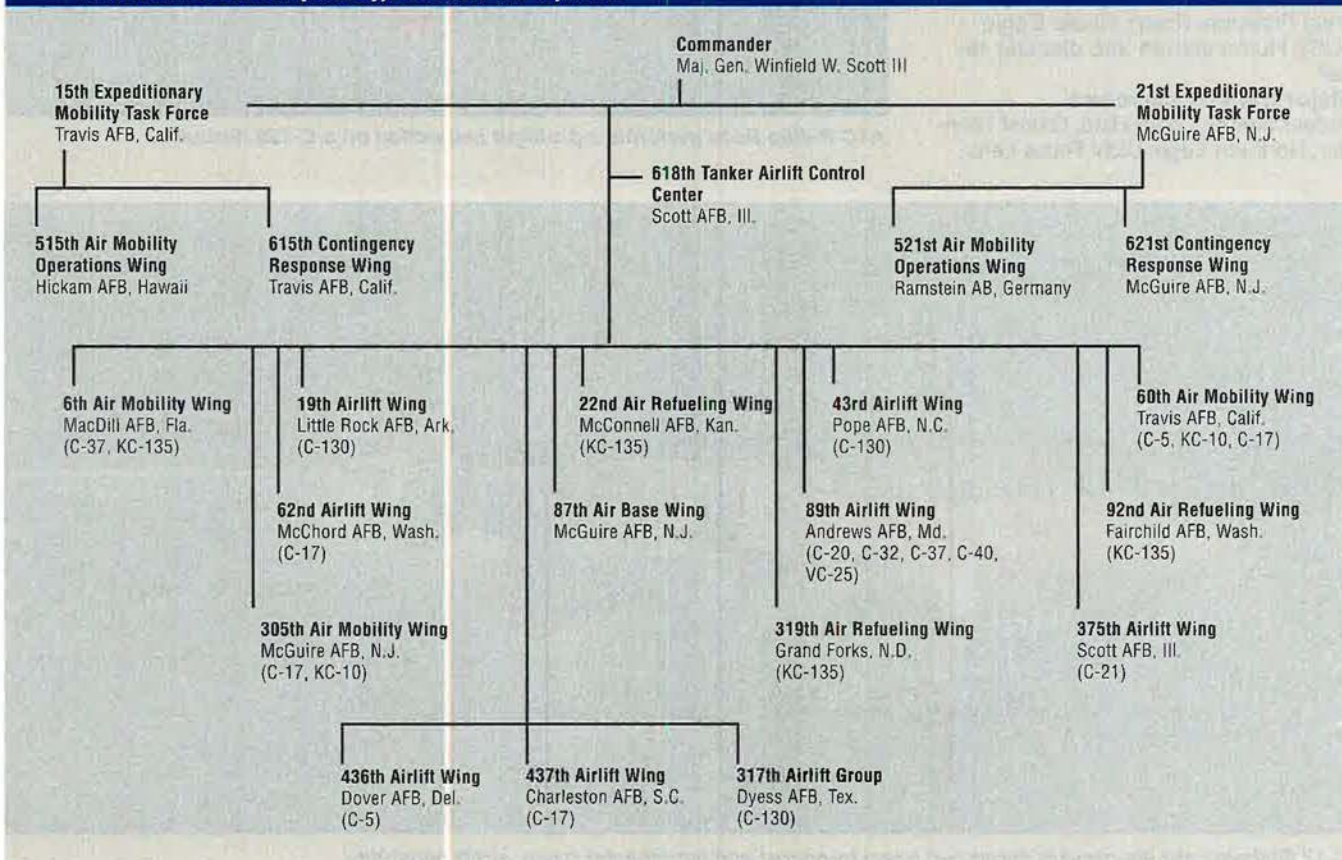 Commander
Maj. Gen. Winfield W. Scott III
15th Expeditionary
Mobility Task Force
Travis AFB, Calif.
21st Expeditionary
Mobility Task Force
McGuire AFB, N.J.
618th Tanker Airlift Control
Center
Scott AFB, Ill.
515th Air Mobility
Operations Wing
Hickam AFB, Hawaii
615th Contingency
Response Wing
Travis AFB, Calif.
521st Air Mobility
Operations Wing
Ramstein AB, Germany
621st Contingency
Response Wing
McGuire AFB, N.J.
6th Air Mobility Wing
MacDill AFB, Fla.
(C-37, KC-135)
19th Airlift Wing
Little Rock AFB, Ark.
(C-130)
22nd Air Refueling Wing
McConnell AFB, Kan.
(KC-135)
43rd Airlift Wing
Pope AFB, N.C.
(C-130)
60th Air Mobility Wing
Travis AFB, Calif.
(C-5, KC-10, C-17)
62nd Airlift Wing
McChord AFB, Wash.
(C-17)
87th Air Base Wing
McGuire AFB, N.J.
89th Airlift Wing
Andrews AFB, Md.
(C-20, C-32, C-37, C-40,
VC-25)
92nd Air Refueling Wing
Fairchild AFB, Wash.
(KC-135)
305th Air Mobility Wing
McGuire AFB, N.J.
(C-17, KC-10)
319th Air Refueling Wing
Grand Forks, N.D.
(KC-135)
375th Airlift Wing
Scott AFB, Ill.
(C-21)
436th Airlift Wing
Dover AFB, Del.
(C-5)
437th Airlift Wing
Charleston AFB, S.C.
(C-17)
317th Airlift Group
Dyess AFB, Tex.
(C-130)